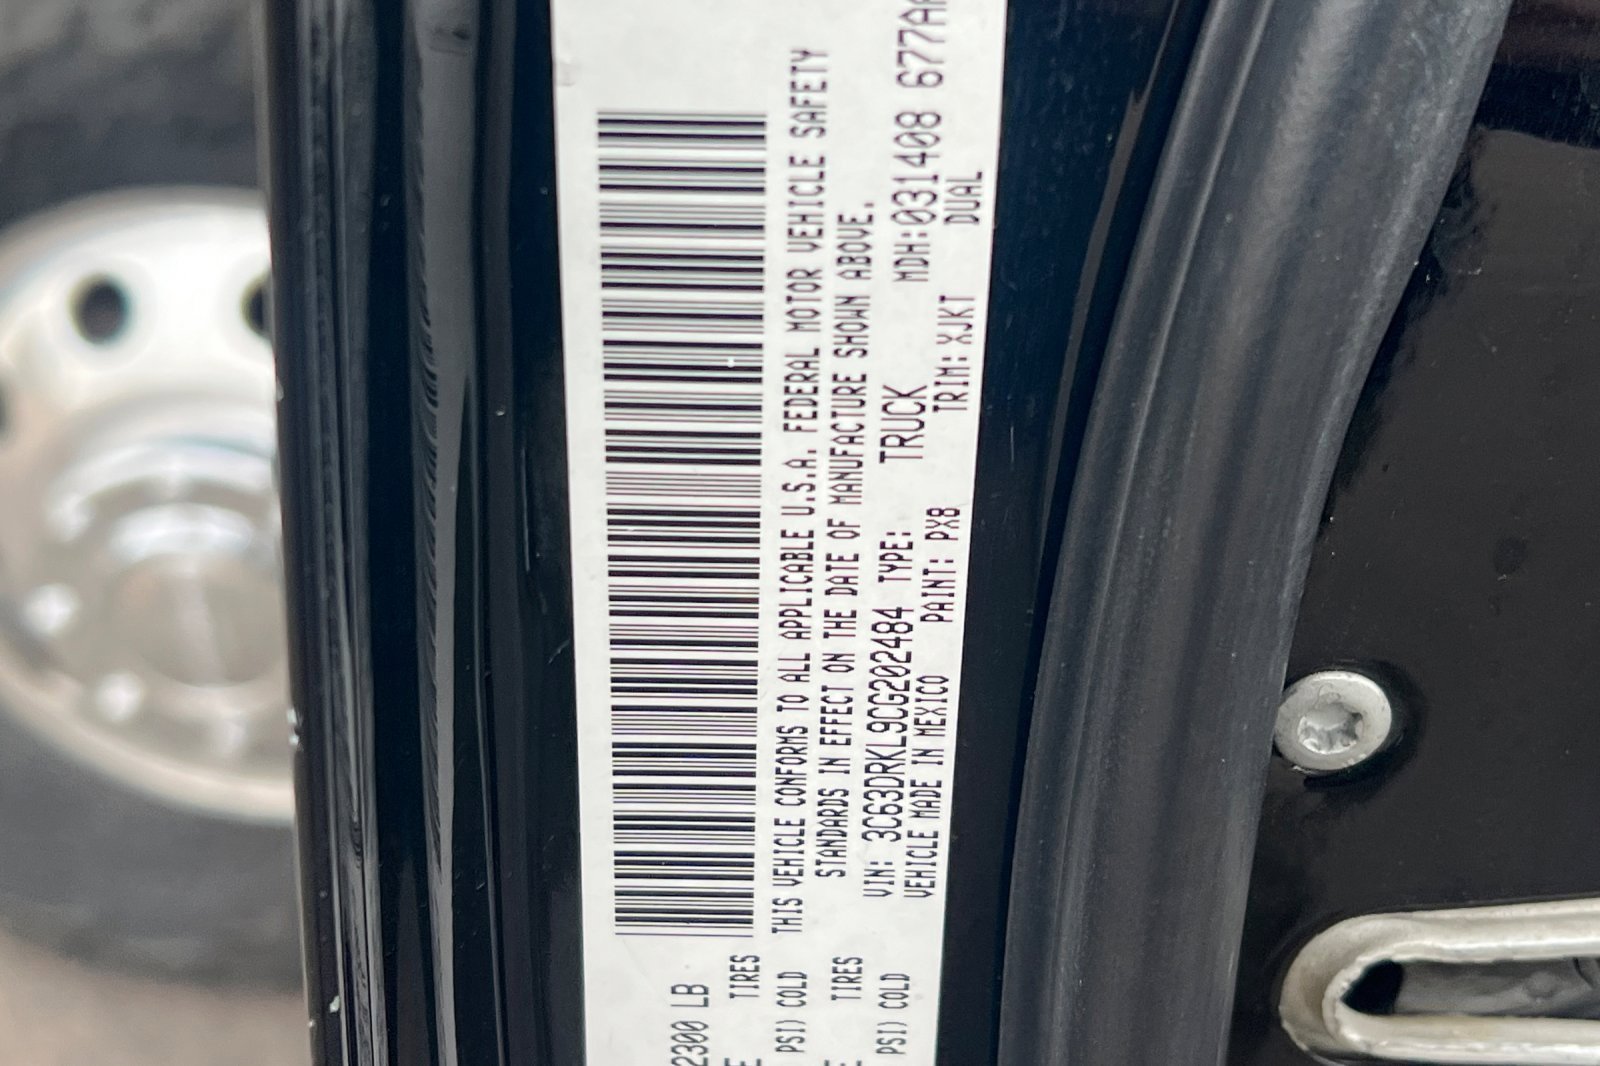 2300 LB
TIRES
PSI) COLD
TIRES
PSI) COLD
THIS VEHICLE CONFORMS TO ALL APPLICABLE U.S.A. FEDERAL MOTOR VEHICLE SAFETY
STANDARDS IN EFFECT ON THE DATE OF MANUFACTURE SHOWN ABOVE.
VIN: 3C63DRKL9CG202484 TYPE: TRUCK MDH:031408 677A
VEHICLE MADE IN MEXICO PAINT: PX8 TRIM: XJKT DUAL